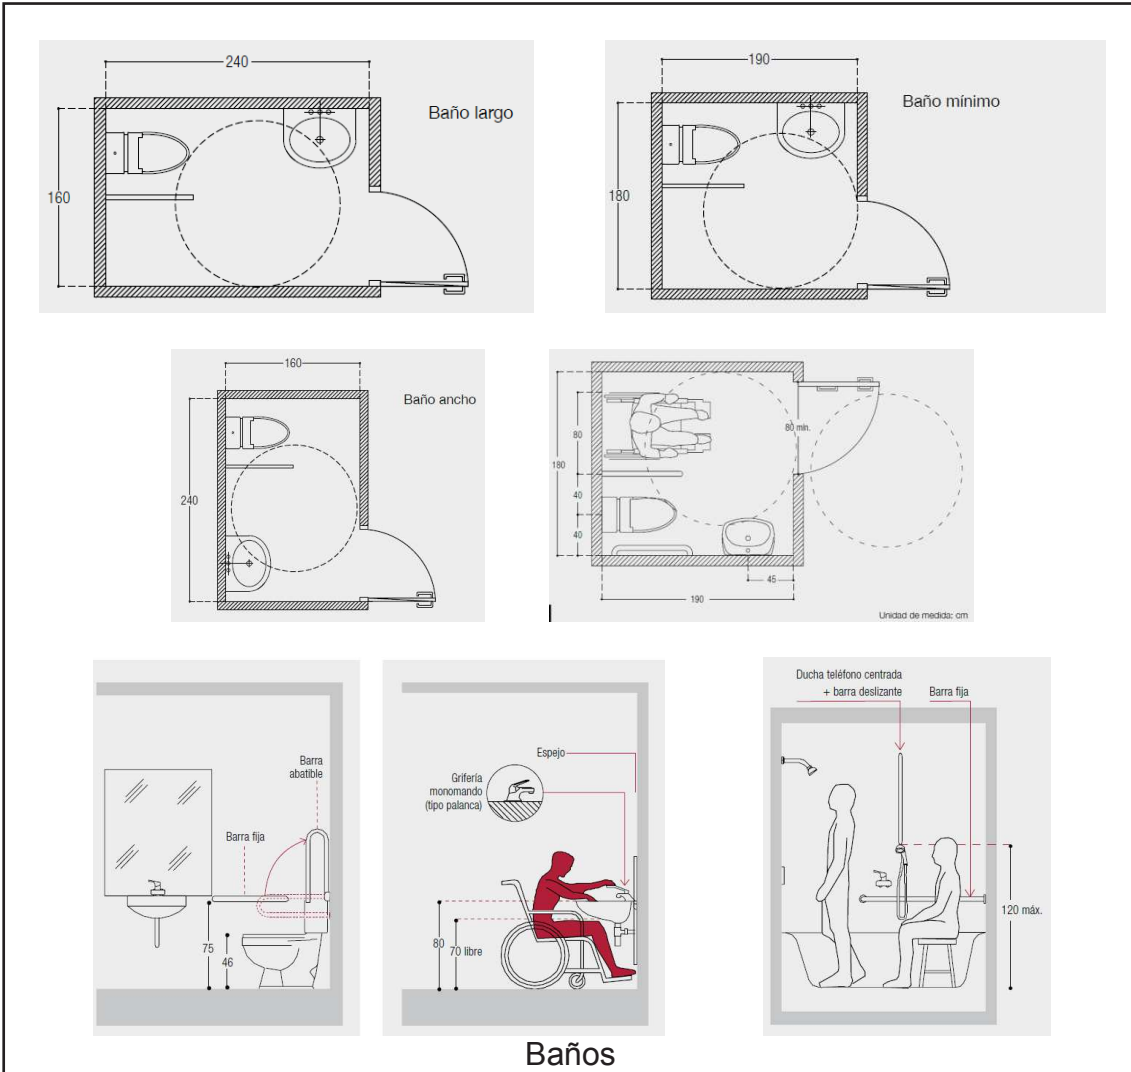 240
Baño largo
160
190
Baño mínimo
180
160
Baño ancho
240
80
80 min.
180
40
40
45
190
Unidad de medida: cm
Barra
abatible
Barra fija
75
46
Espejo
Grifería
monomando
(tipo palanca)
80
70 libre
Ducha teléfono centrada
+ barra deslizante
Barra fija
120 máx.
Baños